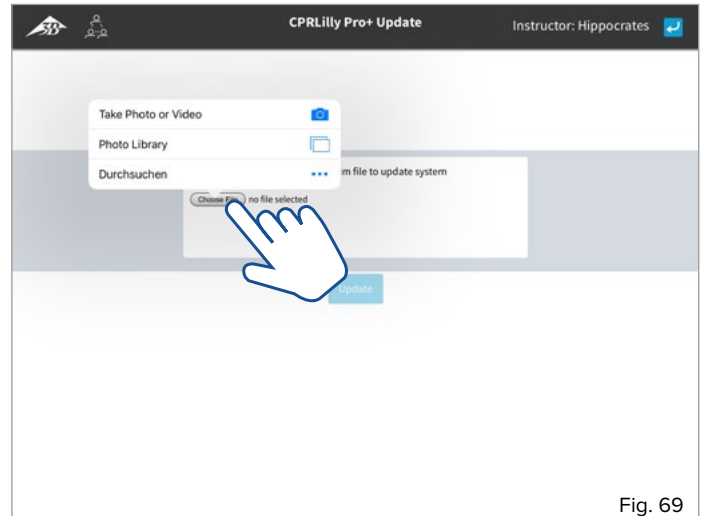 3B CPRLilly Pro+ Update Instructor: Hippocrates
Take Photo or Video
Photo Library
Durchsuchen
m file to update system
Choose File no file selected
Update
Fig. 69